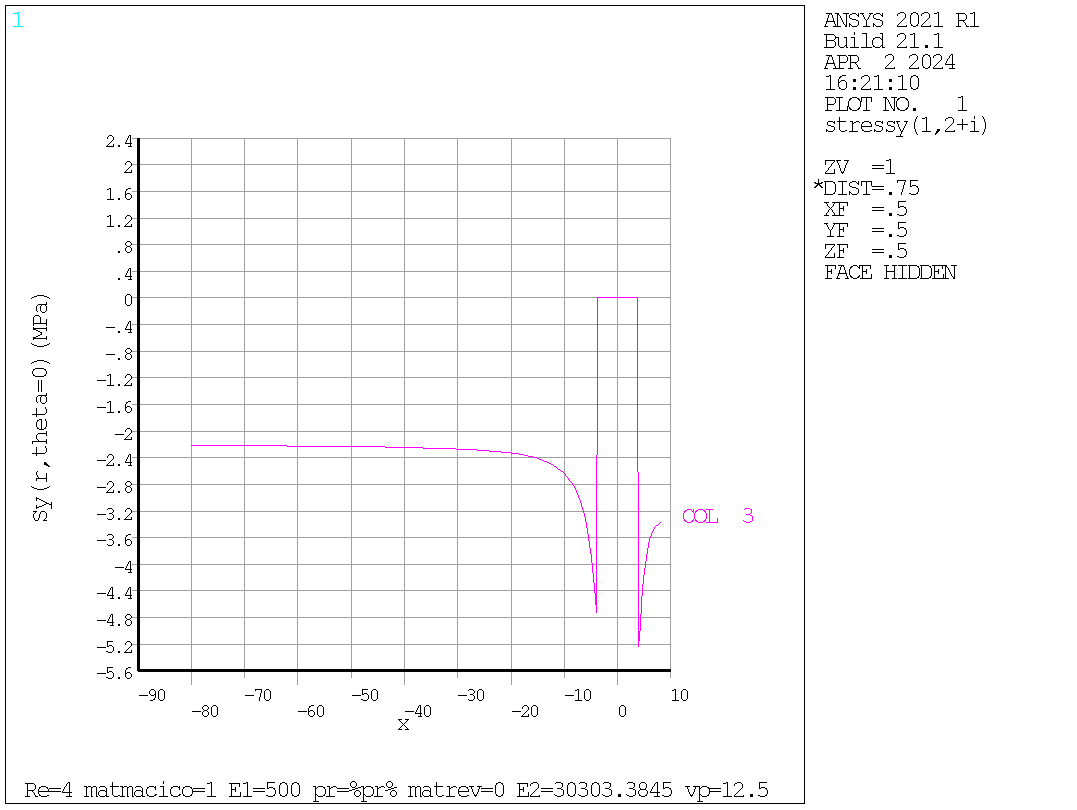 1
ANSYS 2021 R1
Build 21.1
APR  2 2024
16:21:10
PLOT NO.   1
stressy(1,2+i)
ZV  =1
*DIST=.75
XF  =.5
YF  =.5
ZF  =.5
FACE HIDDEN
Sy(r,theta=0)(MPa)
2.4
2
1.6
1.2
.8
.4
0
-.4
-.8
-1.2
-1.6
-2
-2.4
-2.8
-3.2
-3.6
-4
-4.4
-4.8
-5.2
-5.6
COL  3
-90 -70 -50 -30 -10 10
-80 -60 -40 -20 0
X
Re=4 matmacico=1 E1=500 pr=%pr% matrev=0 E2=30303.3845 vp=12.5